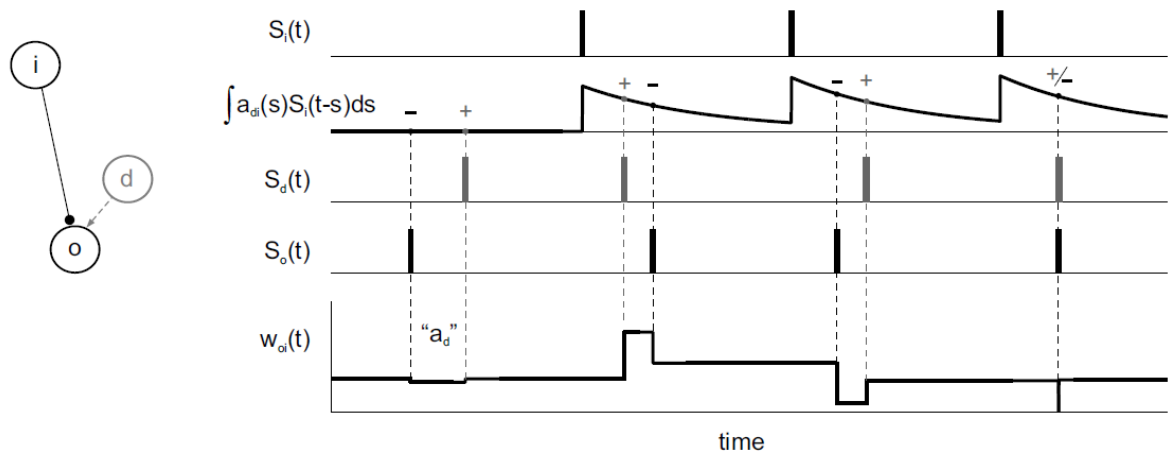 i
d
o
S_i(t)
∫a_di(s)S_i(t-s)ds
- + + - - + +/-
S_d(t)
S_o(t)
w_oi(t)
“a_d”
time